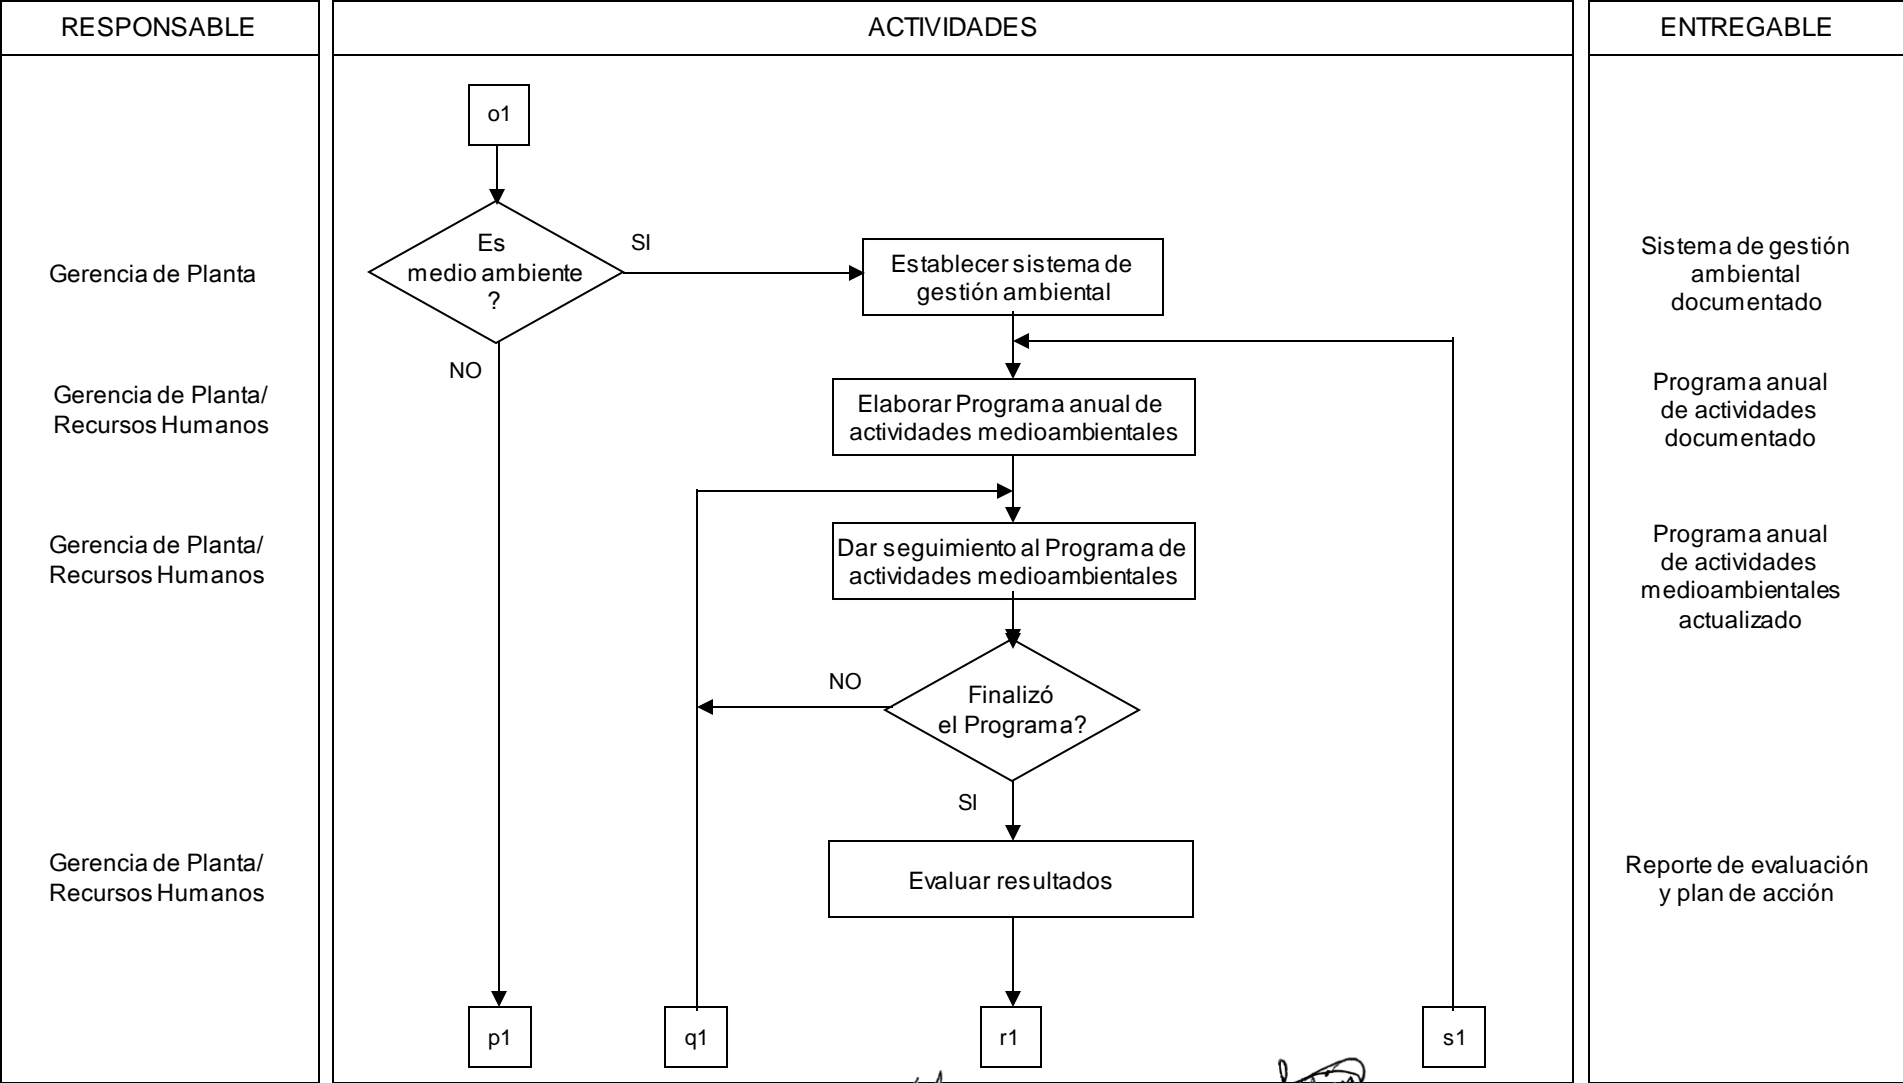 RESPONSABLE
ACTIVIDADES
ENTREGABLE
o1
Es
medio ambiente
?
SI
NO
Gerencia de Planta
Establecer sistema de
gestión ambiental
Sistema de gestión
ambiental
documentado
Gerencia de Planta/
Recursos Humanos
Elaborar Programa anual de
actividades medioambientales
Programa anual
de actividades
documentado
Gerencia de Planta/
Recursos Humanos
Dar seguimiento al Programa de
actividades medioambientales
Programa anual
de actividades
medioambientales
actualizado
NO
Finalizó
el Programa?
SI
Gerencia de Planta/
Recursos Humanos
Evaluar resultados
Reporte de evaluación
y plan de acción
p1
q1
r1
s1